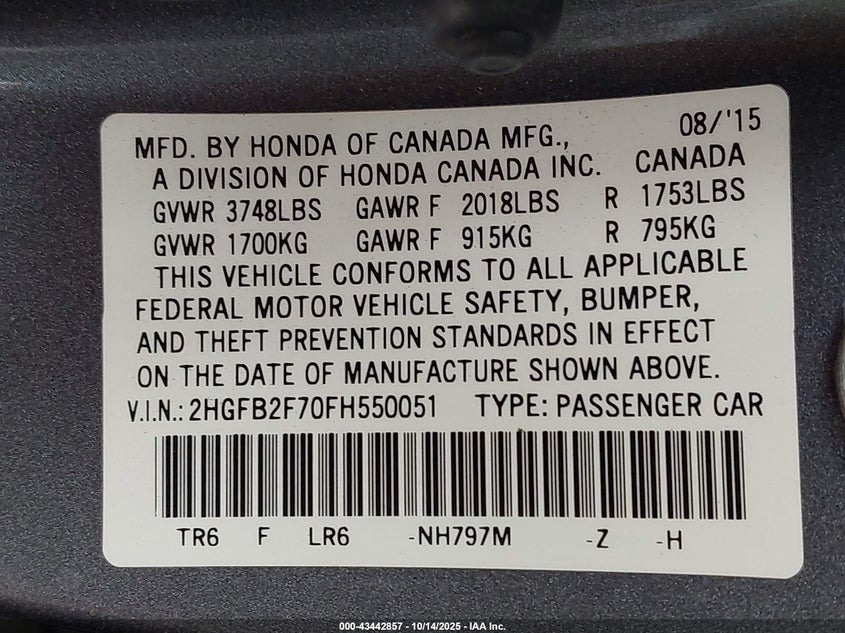 08/'15
MFD. BY HONDA OF CANADA MFG.,
A DIVISION OF HONDA CANADA INC. CANADA
GVWR 3748LBS GAWR F 2018LBS R 1753LBS
GVWR 1700KG GAWR F 915KG R 795KG
THIS VEHICLE CONFORMS TO ALL APPLICABLE
FEDERAL MOTOR VEHICLE SAFETY, BUMPER,
AND THEFT PREVENTION STANDARDS IN EFFECT
ON THE DATE OF MANUFACTURE SHOWN ABOVE.
V.I.N.: 2HGFB2F70FH550051 TYPE: PASSENGER CAR
TR6 F LR6 -NH797M -Z -H
000-43442857 - 10/14/2025 - IAA Inc.